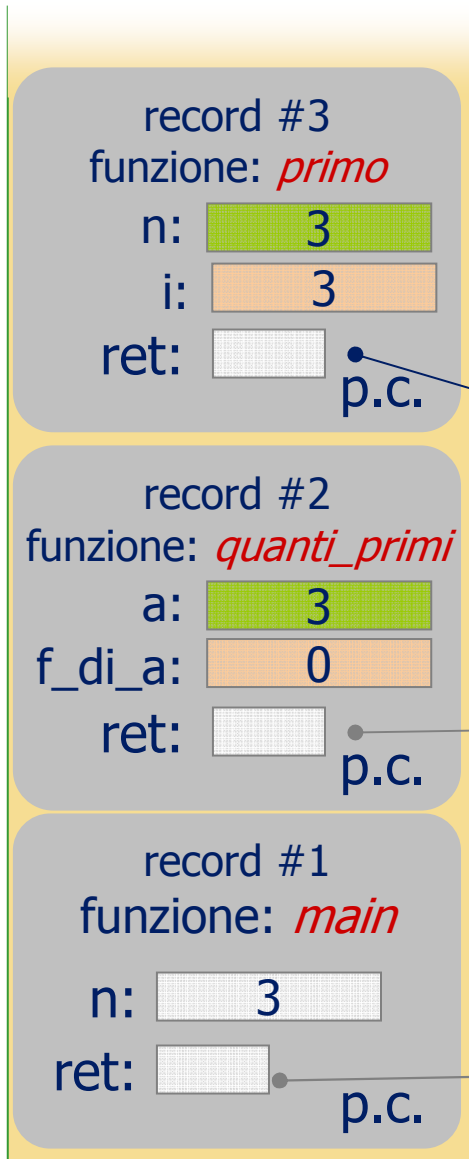 record #3
funzione: primo
n: 3
i: 3
ret:
p.c.
record #2
funzione: quanti_primi
a: 3
f_di_a: 0
ret:
p.c.
record #1
funzione: main
n: 3
ret:
p.c.